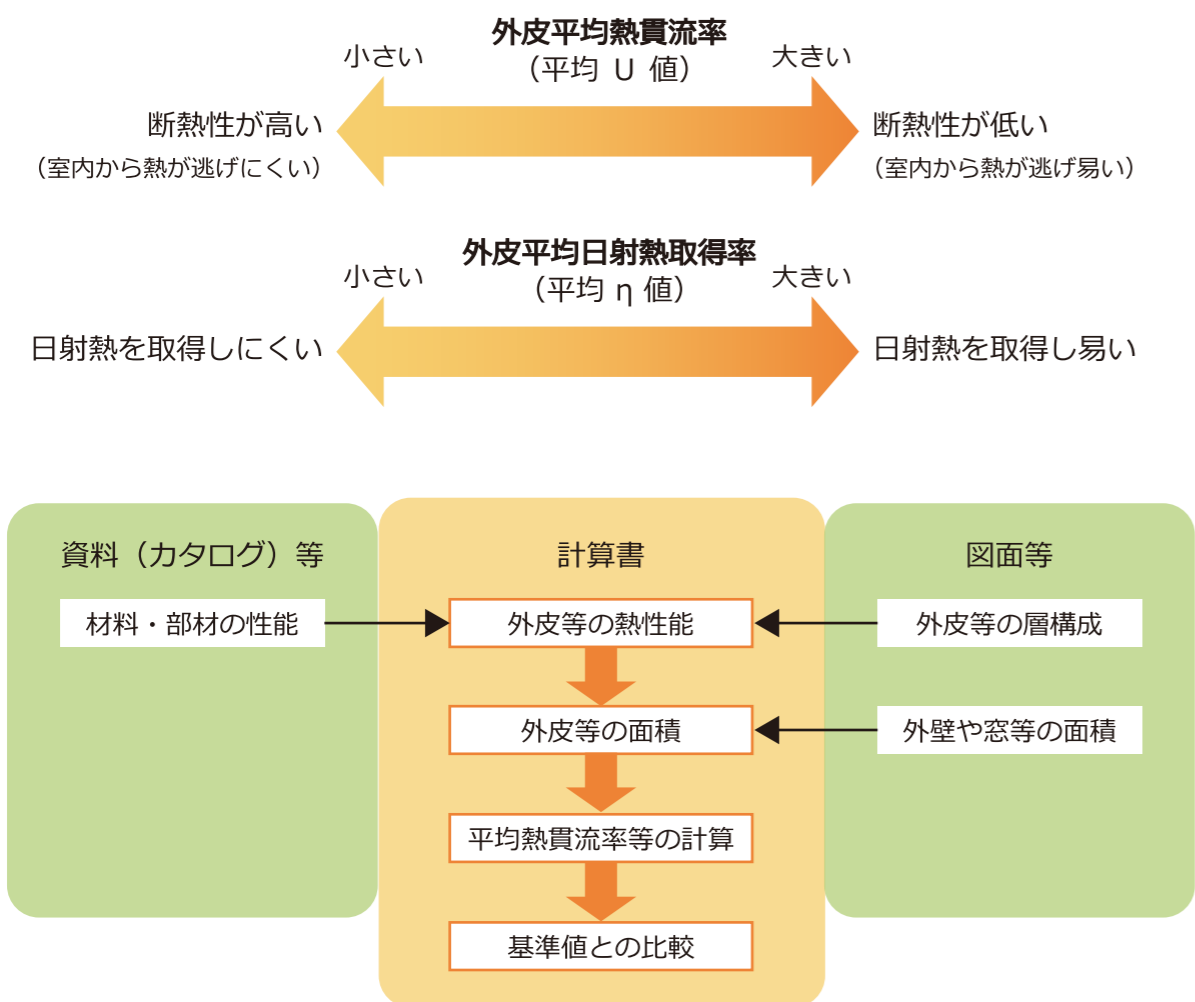 外皮平均熱貫流率
小さい
(平均 U 値)
大きい
断熱性が高い
(室内から熱が逃げにくい)
断熱性が低い
(室内から熱が逃げ易い)
外皮平均日射熱取得率
小さい
(平均 η 値)
大きい
日射熱を取得しにくい
日射熱を取得し易い
資料(カタログ)等
計算書
図面等
材料・部材の性能
外皮等の熱性能
外皮等の層構成
外皮等の面積
外壁や窓等の面積
平均熱貫流率等の計算
基準値との比較